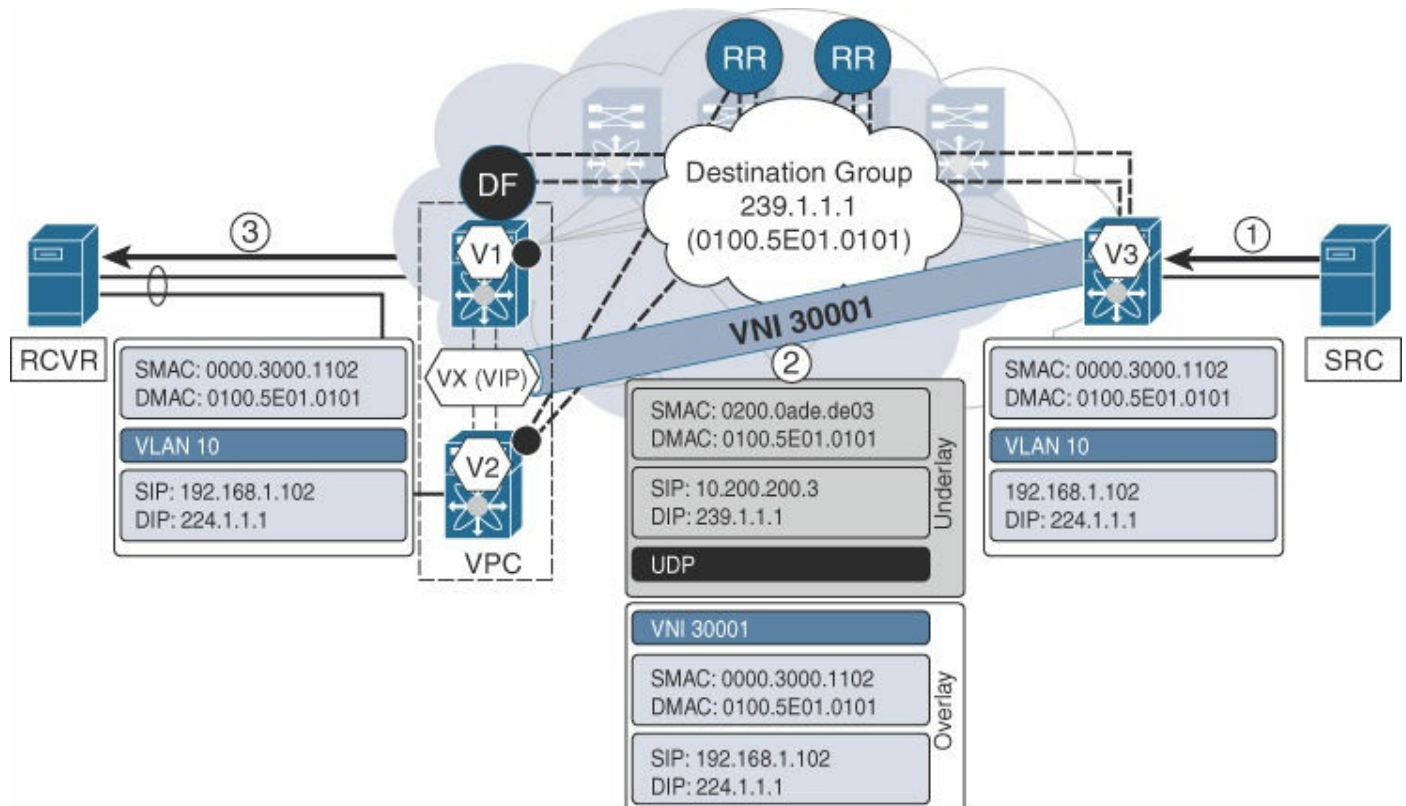 RR
RR
DF
Destination Group
239.1.1.1
(0100.5E01.0101)
3
V1
V3
1
RCVR
VNI 30001
SRC
VX (VIP)
2
SMAC: 0000.3000.1102
DMAC: 0100.5E01.0101
VLAN 10
SIP: 192.168.1.102
DIP: 224.1.1.1
V2
VPC
SMAC: 0200.0ade.de03
DMAC: 0100.5E01.0101
SIP: 10.200.200.3
DIP: 239.1.1.1
UDP
Underlay
VNI 30001
SMAC: 0000.3000.1102
DMAC: 0100.5E01.0101
SIP: 192.168.1.102
DIP: 224.1.1.1
Overlay
SMAC: 0000.3000.1102
DMAC: 0100.5E01.0101
VLAN 10
192.168.1.102
DIP: 224.1.1.1